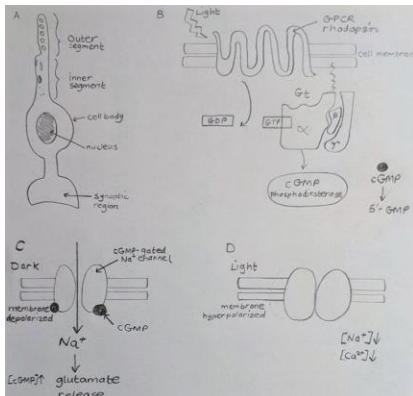 A
Outer
segment
inner
segment
cell body
nucleus
synaptic
region
B
Light
GPCR
rhodopsin
cell membran
Gt
GDP
GTP
α
β
γ
cGMP
phosphodiesterase
cGMP
5'-GMP
C
Dark
cGMP-gated
Na+ channel
membrane
depolarized
cGMP
Na+
[cGMP]↑
glutamate
release
D
Light
membrane
hyperpolarized
[Na+]↓
[Ca2+]↓